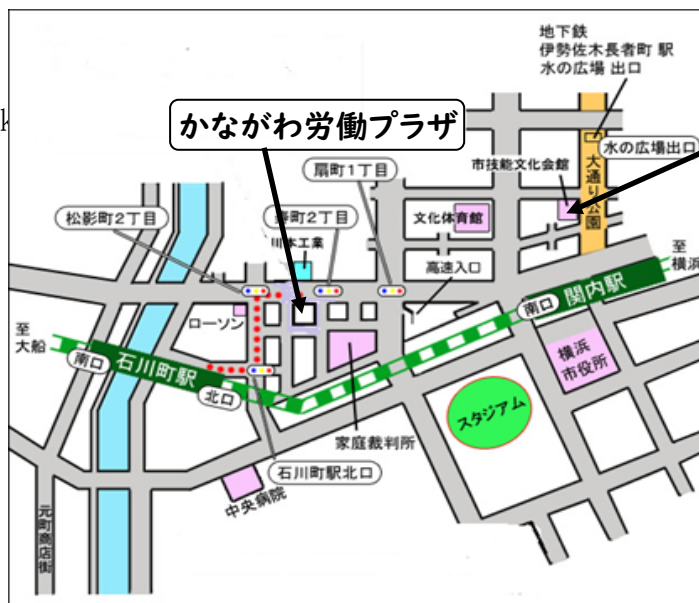 地下鉄
伊勢佐木長者町 駅
水の広場 出口
k
かながわ労働プラザ
水の広場出口
市技能文化会館
大通り公園
扇町1丁目
松影町2丁目
寿町2丁目
文化体育館
川本工業
高速入口
至
横浜
関内駅
南口
ローソン
至
大船
南口
石川町駅
北口
横浜
市役所
スタジアム
家庭裁判所
石川町駅北口
中央病院
元町商店街